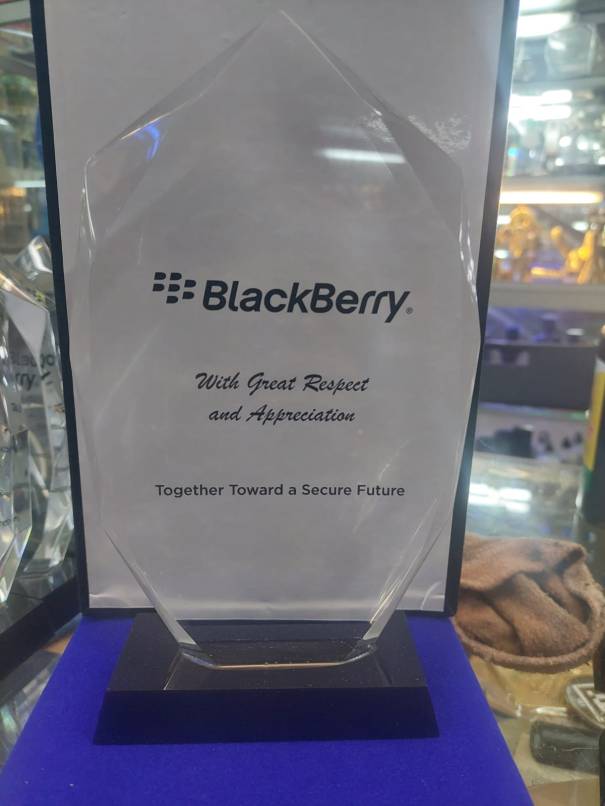 BlackBerry®
With Great Respect
and Appreciation
Together Toward a Secure Future